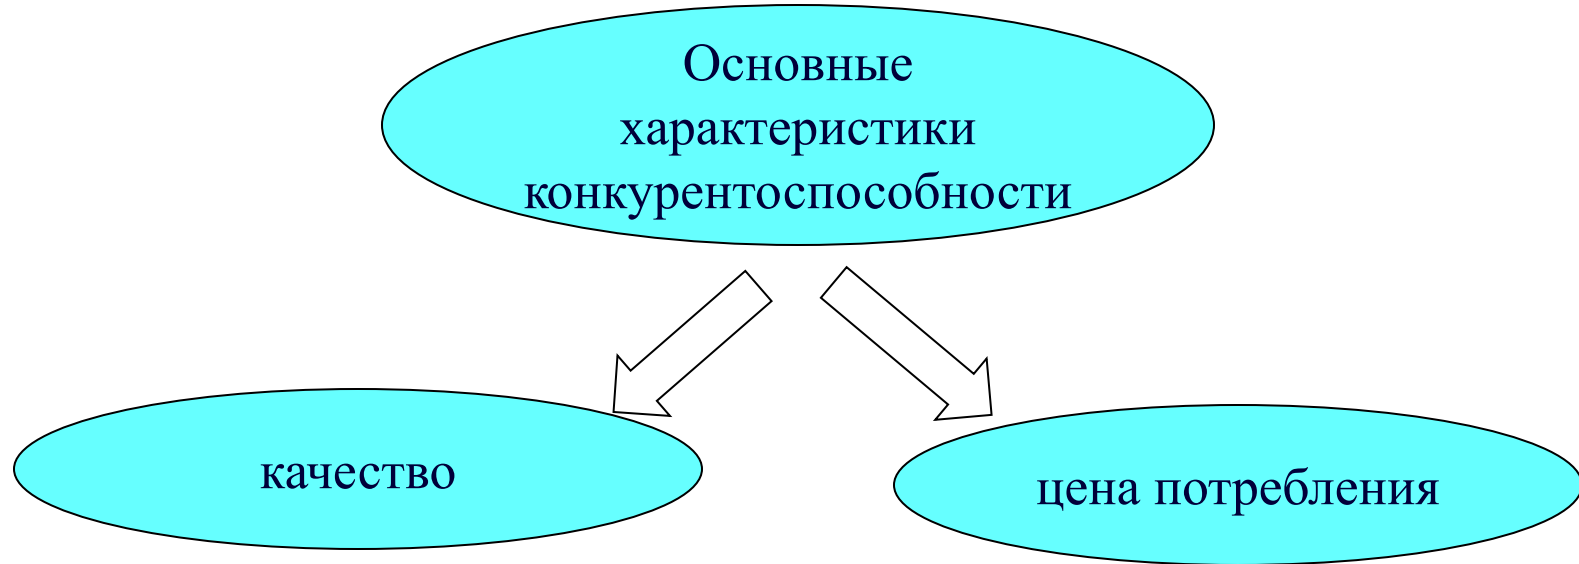 Основные
характеристики
конкурентоспособности
качество
цена потребления